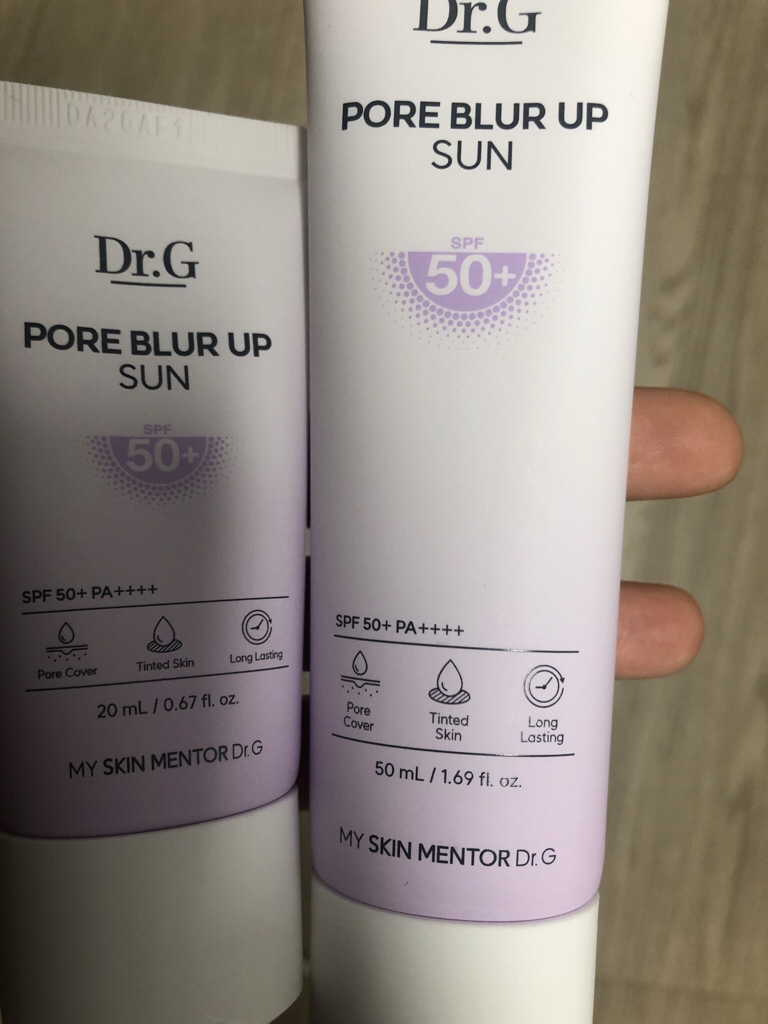 DA2GAF1
Dr.G
PORE BLUR UP
SUN
SPF
50+
SPF 50+ PA++++
Pore Cover
Tinted Skin
Long Lasting
20 mL / 0.67 fl. oz.
MY SKIN MENTOR Dr.G
Dr.G
PORE BLUR UP
SUN
SPF
50+
SPF 50+ PA++++
Pore
Cover
Tinted
Skin
Long
Lasting
50 mL / 1.69 fl. oz.
MY SKIN MENTOR Dr.G